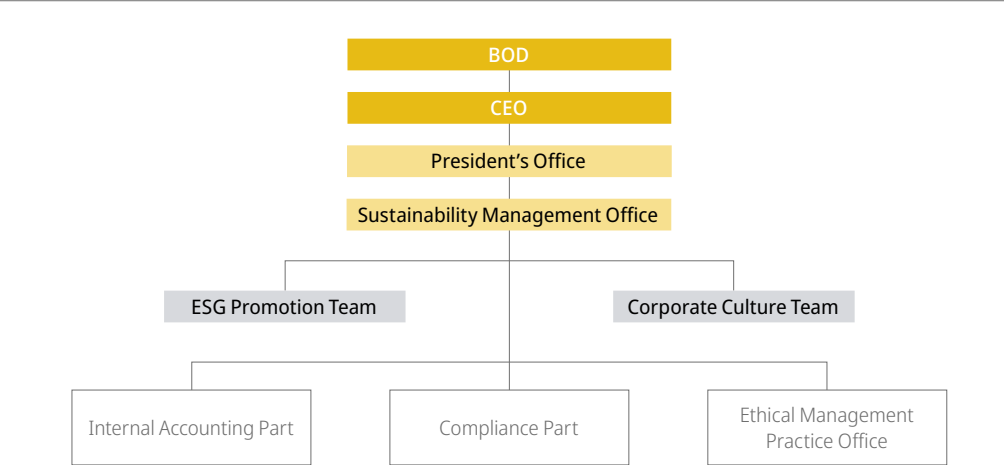 BOD
CEO
President’s Office
Sustainability Management Office
ESG Promotion Team
Corporate Culture Team
Internal Accounting Part
Compliance Part
Ethical Management
Practice Office